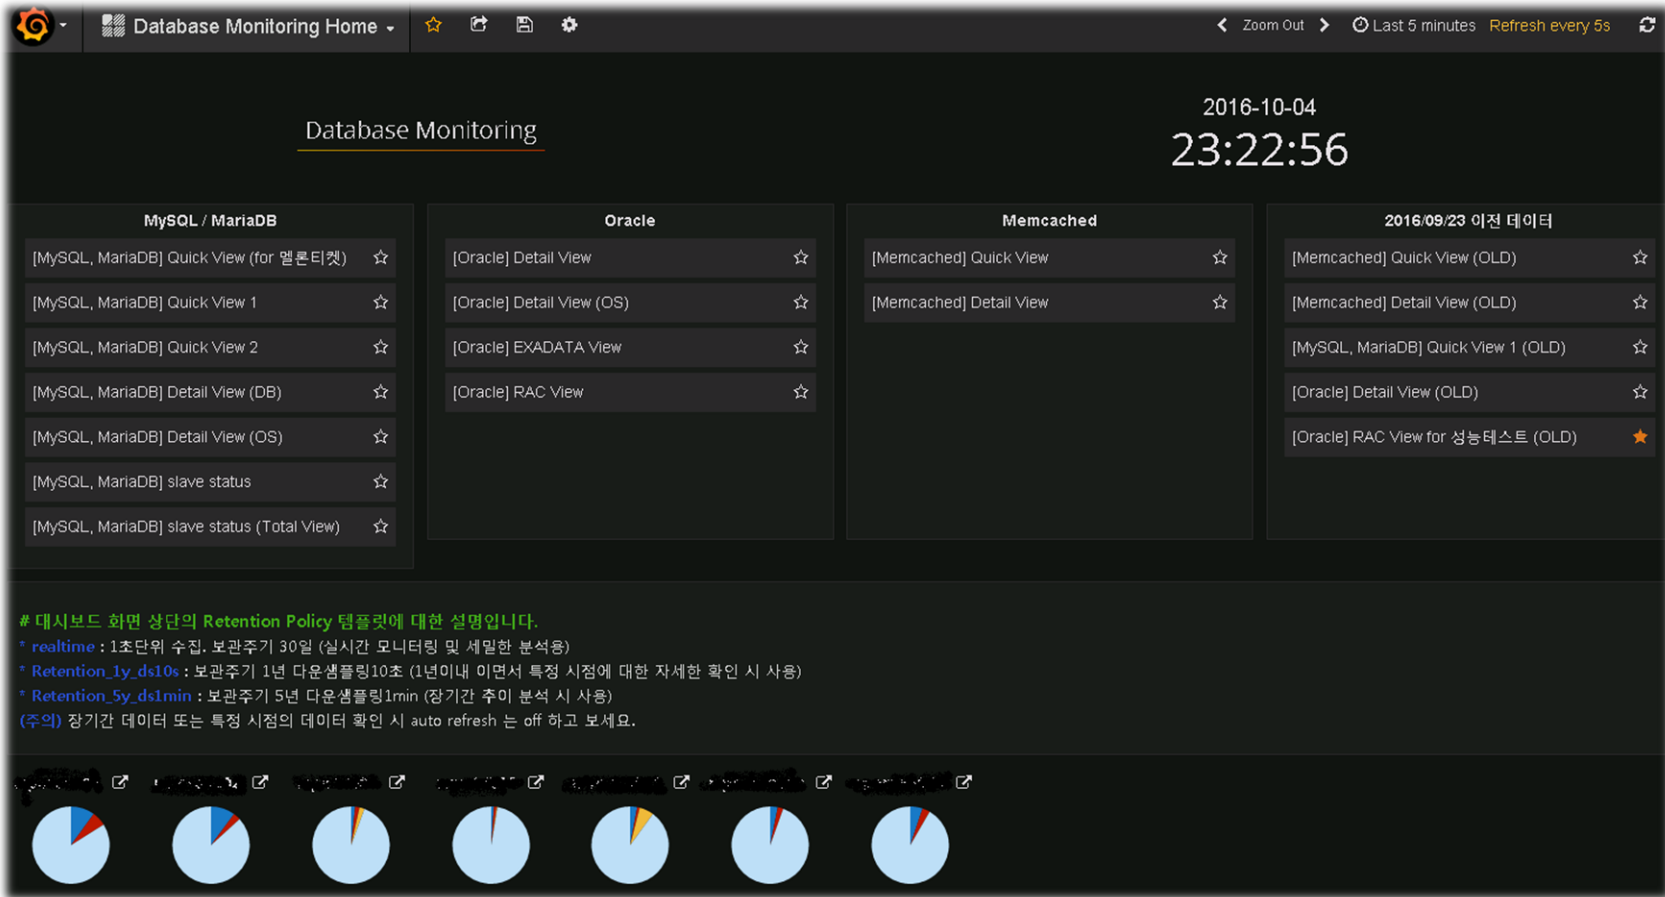 Database Monitoring Home
Zoom Out
Last 5 minutes
Refresh every 5s
Database Monitoring
2016-10-04
23:22:56
MySQL / MariaDB
[MySQL, MariaDB] Quick View (for 멜론티켓)
[MySQL, MariaDB] Quick View 1
[MySQL, MariaDB] Quick View 2
[MySQL, MariaDB] Detail View (DB)
[MySQL, MariaDB] Detail View (OS)
[MySQL, MariaDB] slave status
[MySQL, MariaDB] slave status (Total View)
Oracle
[Oracle] Detail View
[Oracle] Detail View (OS)
[Oracle] EXADATA View
[Oracle] RAC View
Memcached
[Memcached] Quick View
[Memcached] Detail View
2016/09/23 이전 데이터
[Memcached] Quick View (OLD)
[Memcached] Detail View (OLD)
[MySQL, MariaDB] Quick View 1 (OLD)
[Oracle] Detail View (OLD)
[Oracle] RAC View for 성능테스트 (OLD)
# 대시보드 화면 상단의 Retention Policy 템플릿에 대한 설명입니다.
* realtime : 1초단위 수집. 보관주기 30일 (실시간 모니터링 및 세밀한 분석용)
* Retention_1y_ds10s : 보관주기 1년 다운샘플링10초 (1년이내 이면서 특정 시점에 대한 자세한 확인 시 사용)
* Retention_5y_ds1min : 보관주기 5년 다운샘플링1min (장기간 추이 분석 시 사용)
(주의) 장기간 데이터 또는 특정 시점의 데이터 확인 시 auto refresh 는 off 하고 보세요.